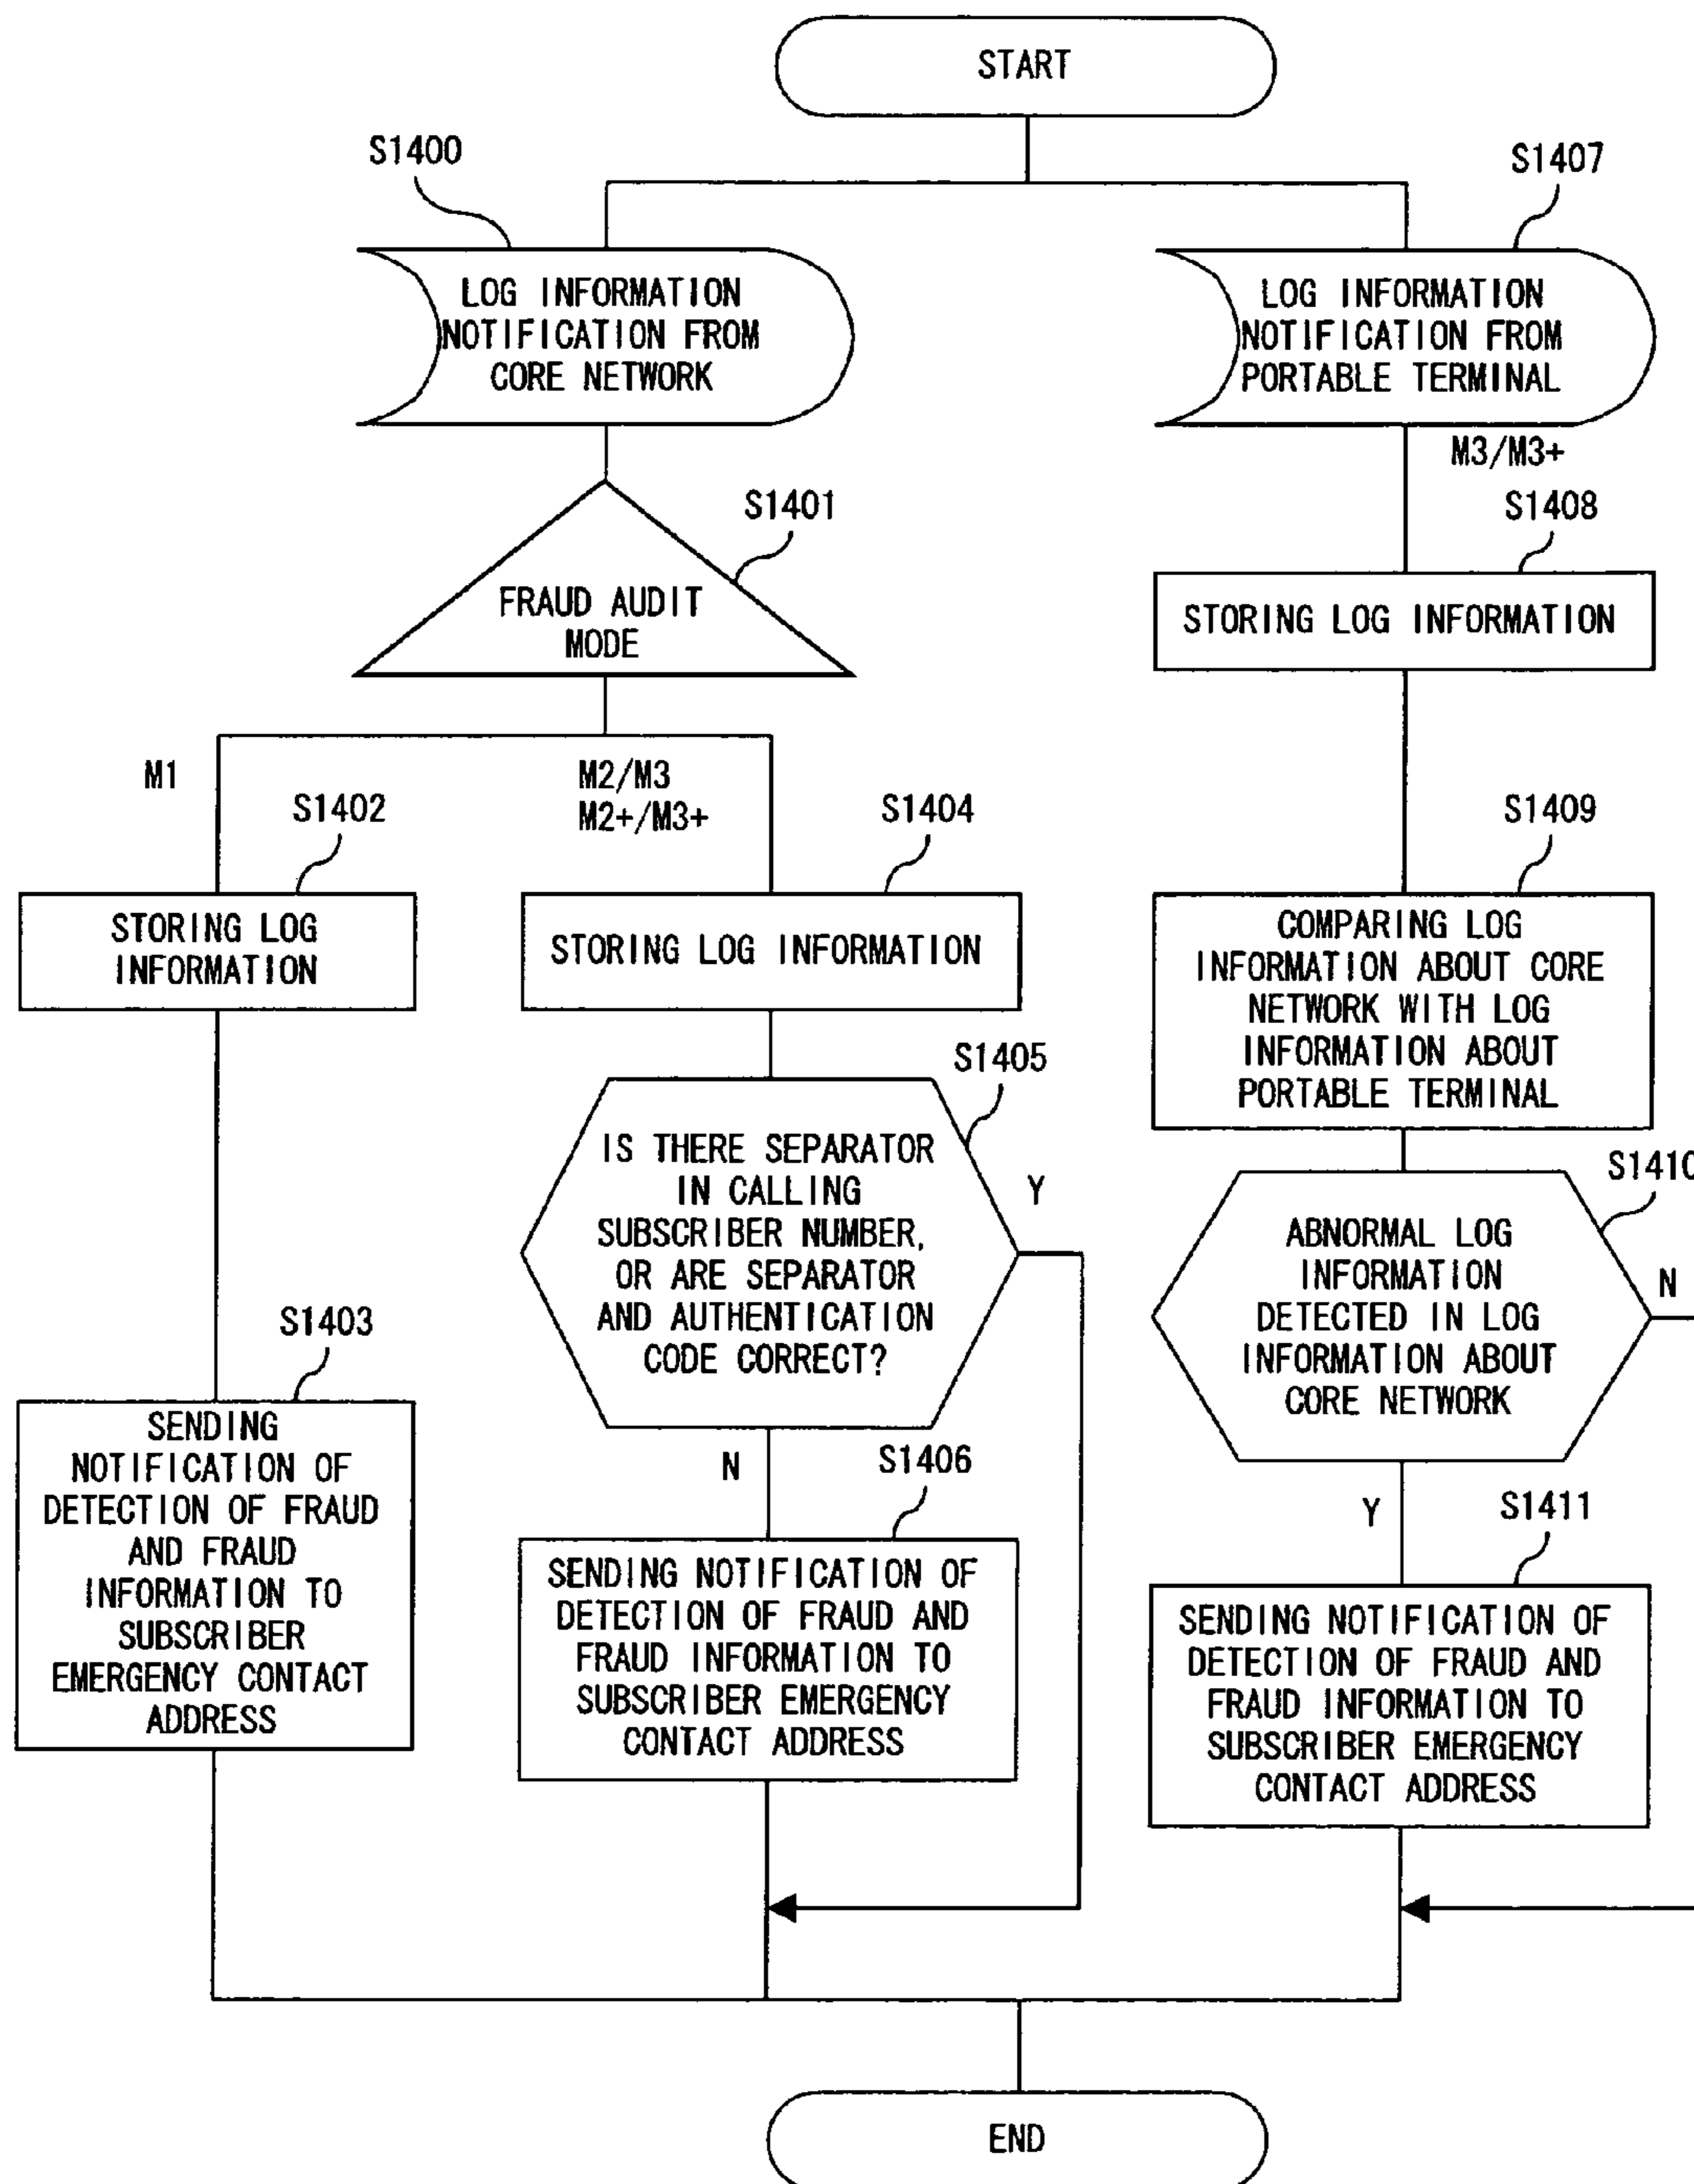 START
S1400
LOG INFORMATION
NOTIFICATION FROM
CORE NETWORK
S1401
FRAUD AUDIT
MODE
M1
M2/M3
M2+/M3+
S1402
STORING LOG
INFORMATION
S1403
SENDING
NOTIFICATION OF
DETECTION OF FRAUD
AND FRAUD
INFORMATION TO
SUBSCRIBER
EMERGENCY CONTACT
ADDRESS
S1404
STORING LOG INFORMATION
S1405
IS THERE SEPARATOR
IN CALLING
SUBSCRIBER NUMBER,
OR ARE SEPARATOR
AND AUTHENTICATION
CODE CORRECT?
Y
N
S1406
SENDING NOTIFICATION OF
DETECTION OF FRAUD AND
FRAUD INFORMATION TO
SUBSCRIBER EMERGENCY
CONTACT ADDRESS
S1407
LOG INFORMATION
NOTIFICATION FROM
PORTABLE TERMINAL
M3/M3+
S1408
STORING LOG INFORMATION
S1409
COMPARING LOG
INFORMATION ABOUT CORE
NETWORK WITH LOG
INFORMATION ABOUT
PORTABLE TERMINAL
S1410
ABNORMAL LOG
INFORMATION
DETECTED IN LOG
INFORMATION ABOUT
CORE NETWORK
N
Y
S1411
SENDING NOTIFICATION OF
DETECTION OF FRAUD AND
FRAUD INFORMATION TO
SUBSCRIBER EMERGENCY
CONTACT ADDRESS
END